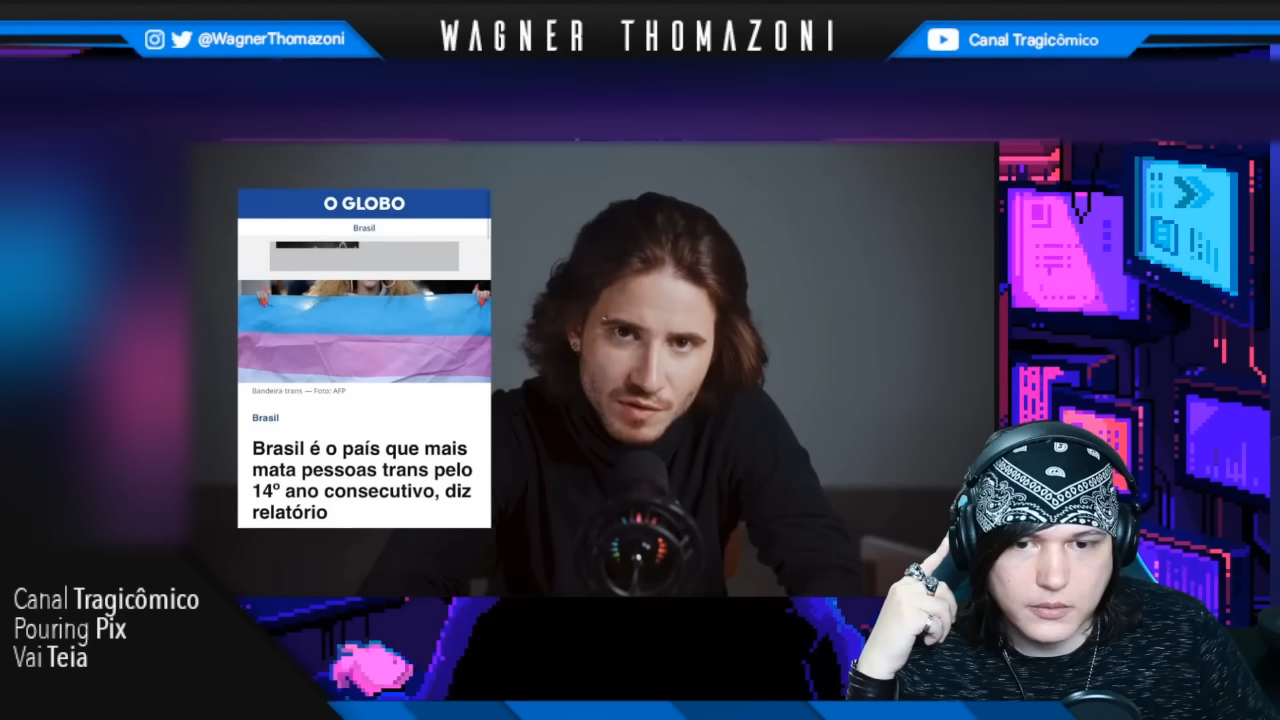 @WagnerThomazoni
WAGNER THOMAZONI
Canal Tragicômico
O GLOBO
Brasil
Bandeira trans — Foto: AFP
Brasil
Brasil é o país que mais
mata pessoas trans pelo
14º ano consecutivo, diz
relatório
Canal Tragicômico
Pouring Pix
Vai Teia